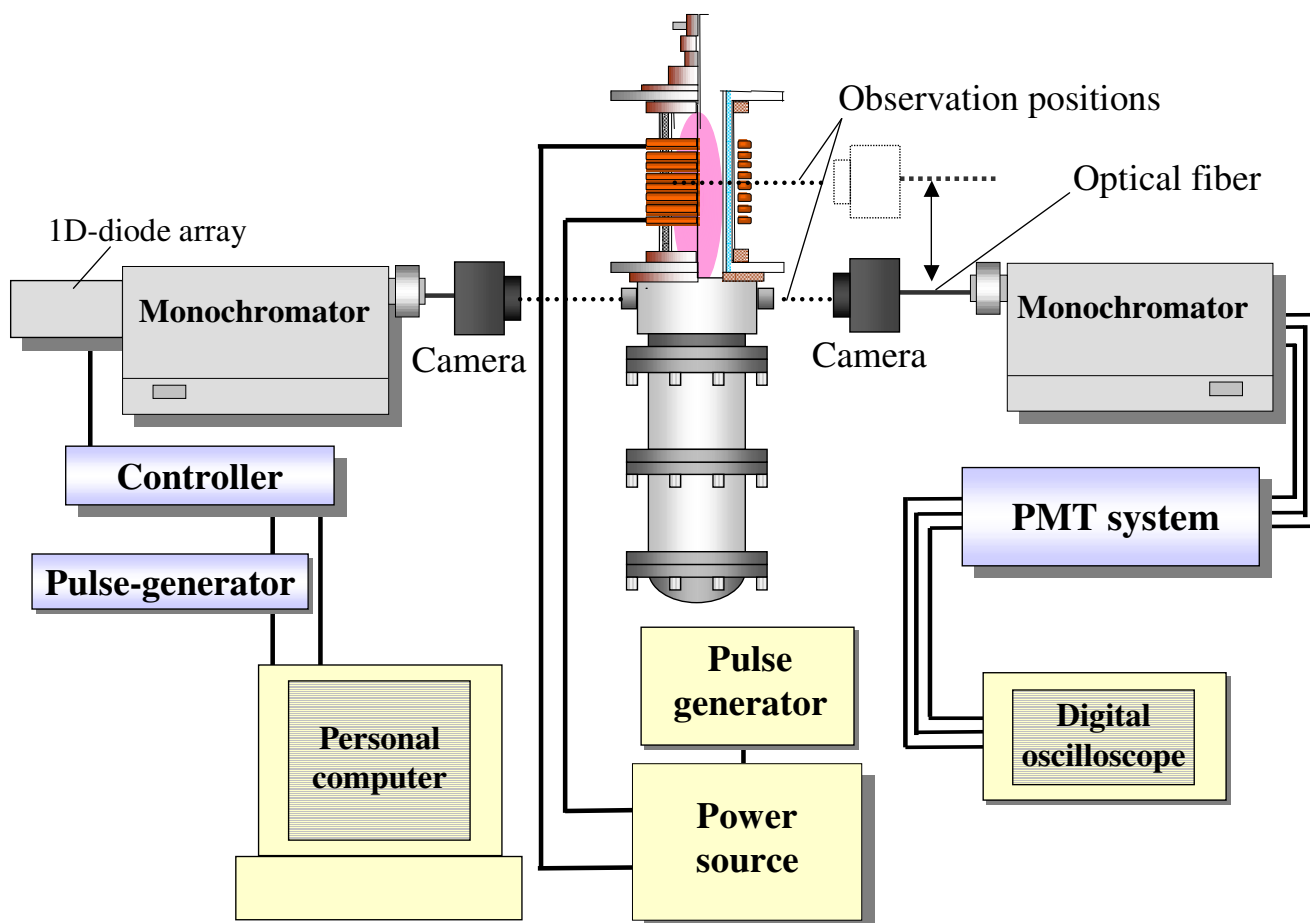 Observation positions
Optical fiber
1D-diode array
Monochromator
Camera
Camera
Monochromator
Controller
Pulse-generator
PMT system
Personal
computer
Pulse
generator
Digital
oscilloscope
Power
source